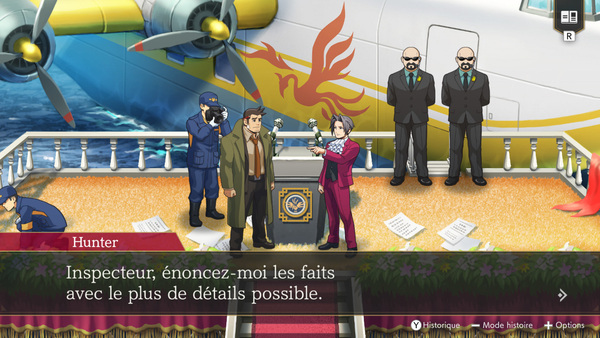 R
Hunter
Inspecteur, énoncez-moi les faits
avec le plus de détails possible.
Y Historique − Mode histoire + Options